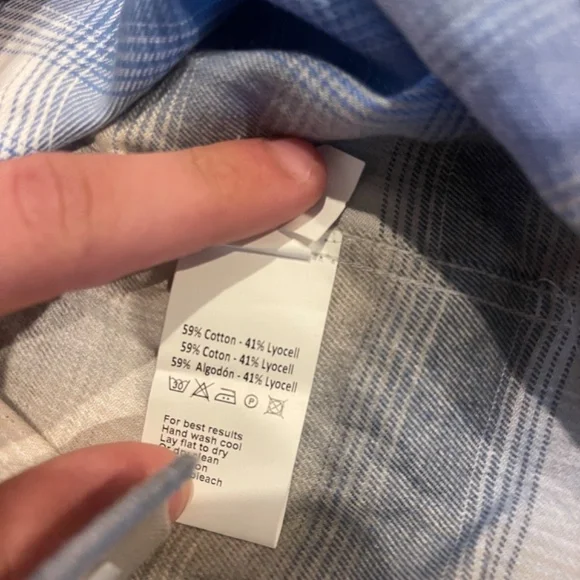 59% Cotton - 41% Lyocell
59% Coton - 41% Lyocell
59% Algodón - 41% Lyocell
30 P
For best results
Hand wash cool
Lay flat to dry